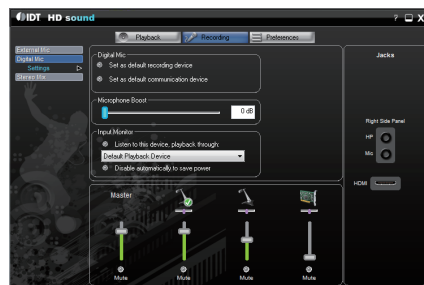 IDT HD sound
? X
Playback
Recording
Preferences
External Mic
Digital Mic
Settings
Stereo Mix
Digital Mic
Set as default recording device
Set as default communication device
Microphone Boost
0 dB
Input Monitor
Listen to this device, playback through:
Default Playback Device
Disable automatically to save power
Jacks
Right Side Panel
HP
Mic
HDMI
Master
Mute
Mute
Mute
Mute